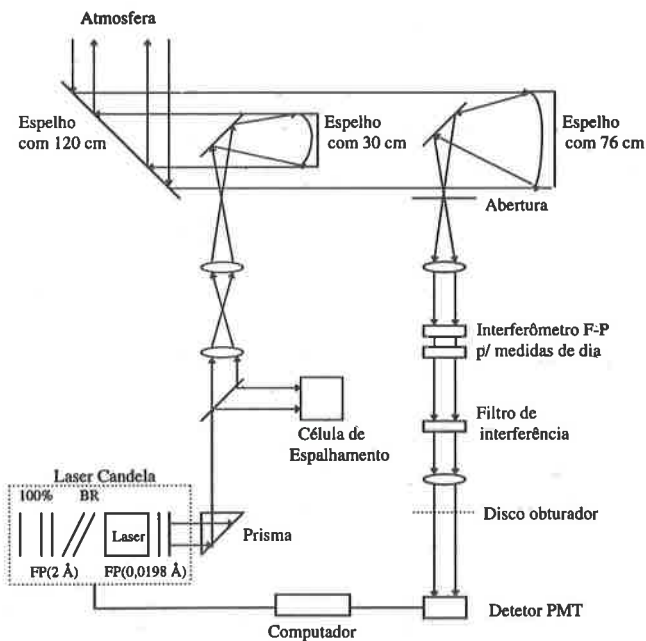 Atmosfera
Espelho
com 120 cm
Espelho
com 30 cm
Espelho
com 76 cm
Abertura
Interferômetro F-P
p/ medidas de dia
Célula de
Espalhamento
Filtro de
interferência
Laser Candela
100%
BR
Laser
FP(2 Å)
FP(0,0198 Å)
Prisma
Disco obturador
Computador
Detetor PMT